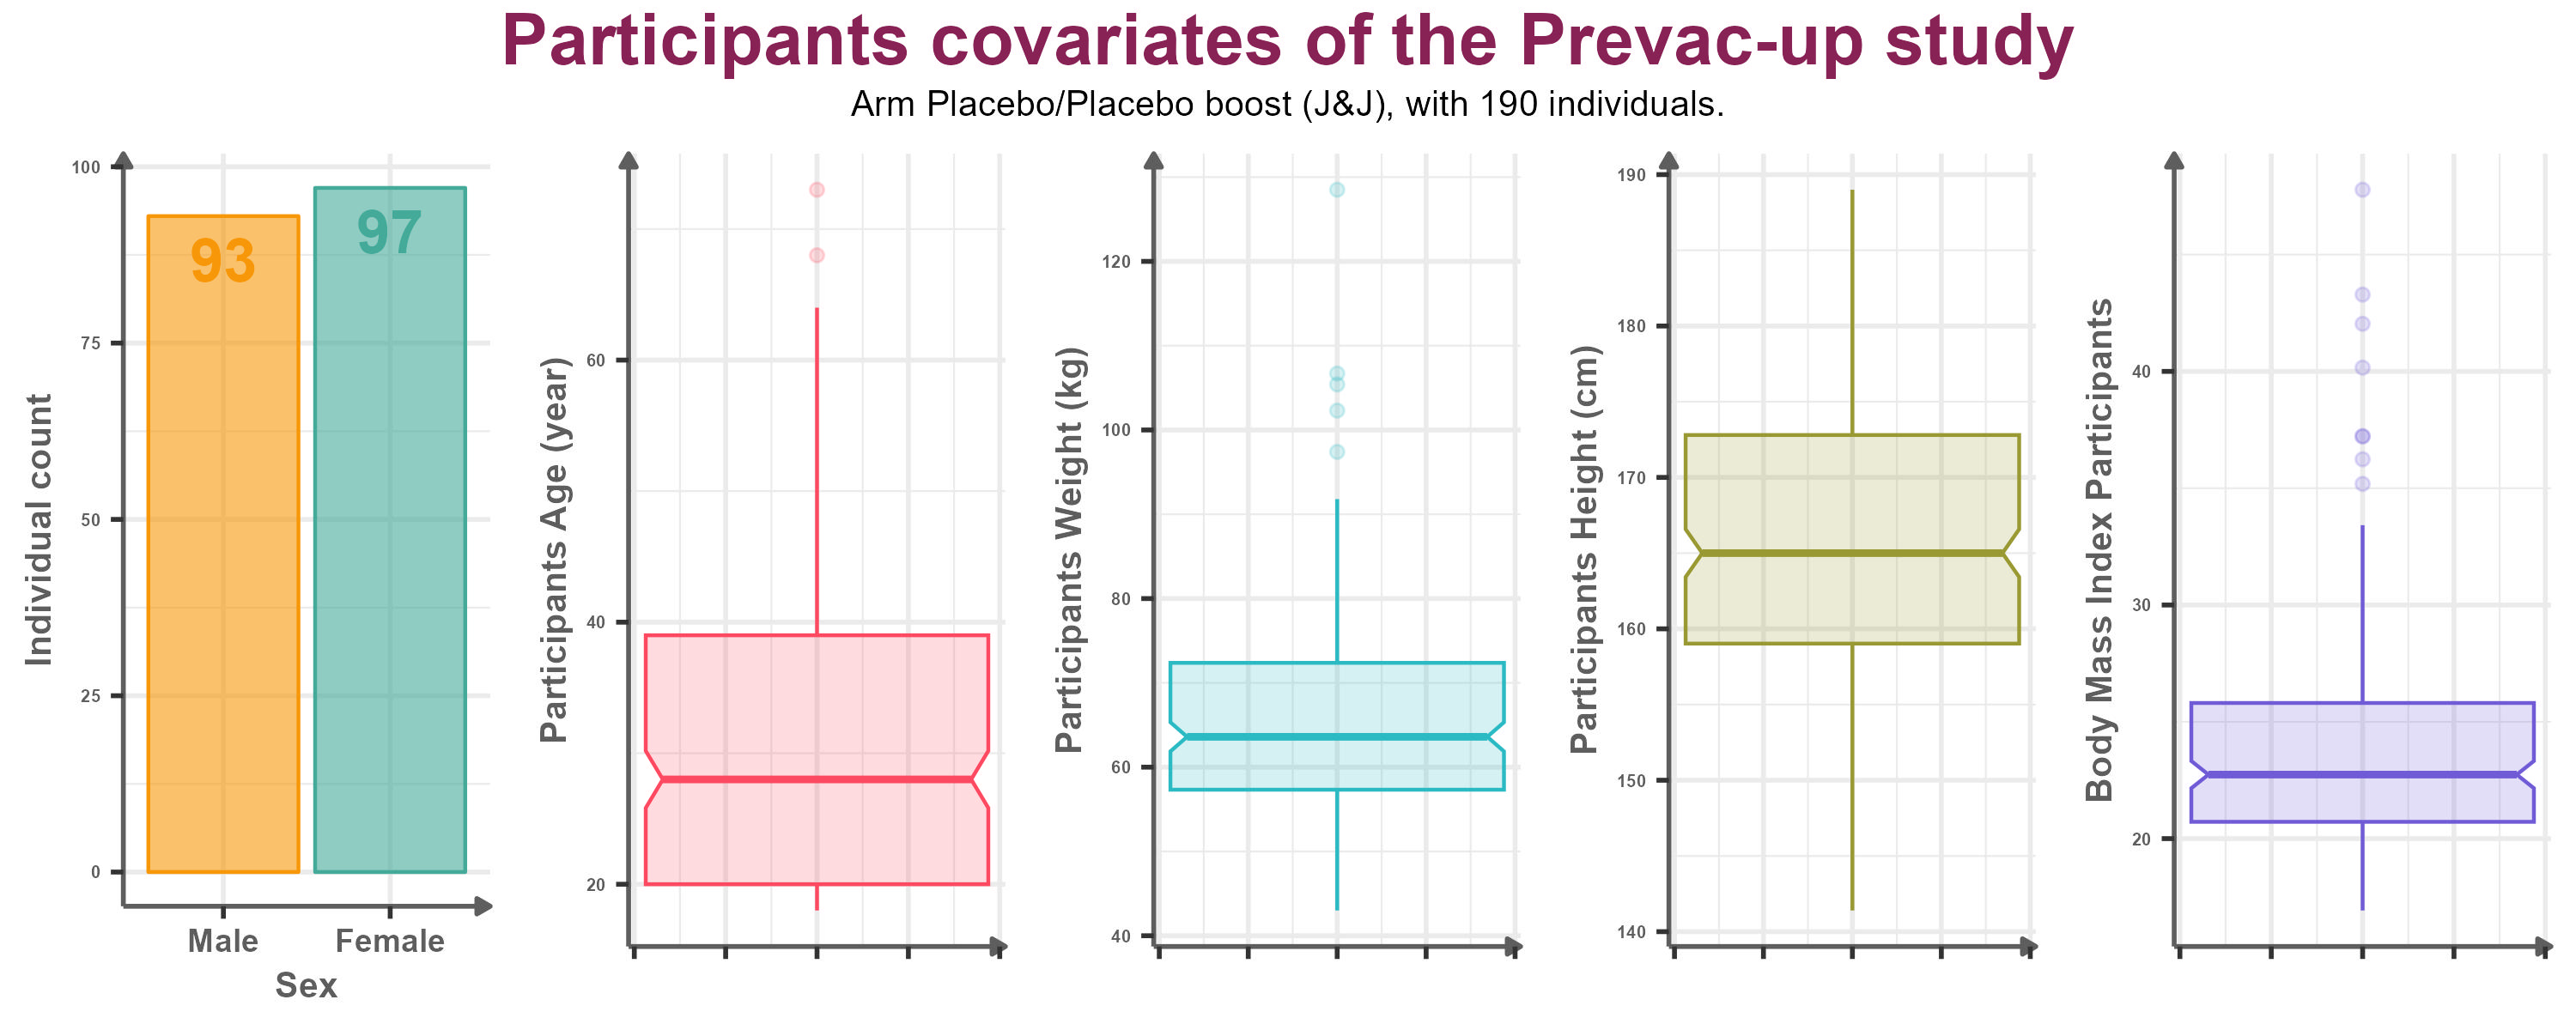 Participants covariates of the Prevac-up study
Arm Placebo/Placebo boost (J&J), with 190 individuals.
Individual count
100
75
50
25
0
93
97
Male
Female
Sex
Participants Age (year)
60
40
20
Participants Weight (kg)
120
100
80
60
40
Participants Height (cm)
190
180
170
160
150
140
Body Mass Index Participants
40
30
20